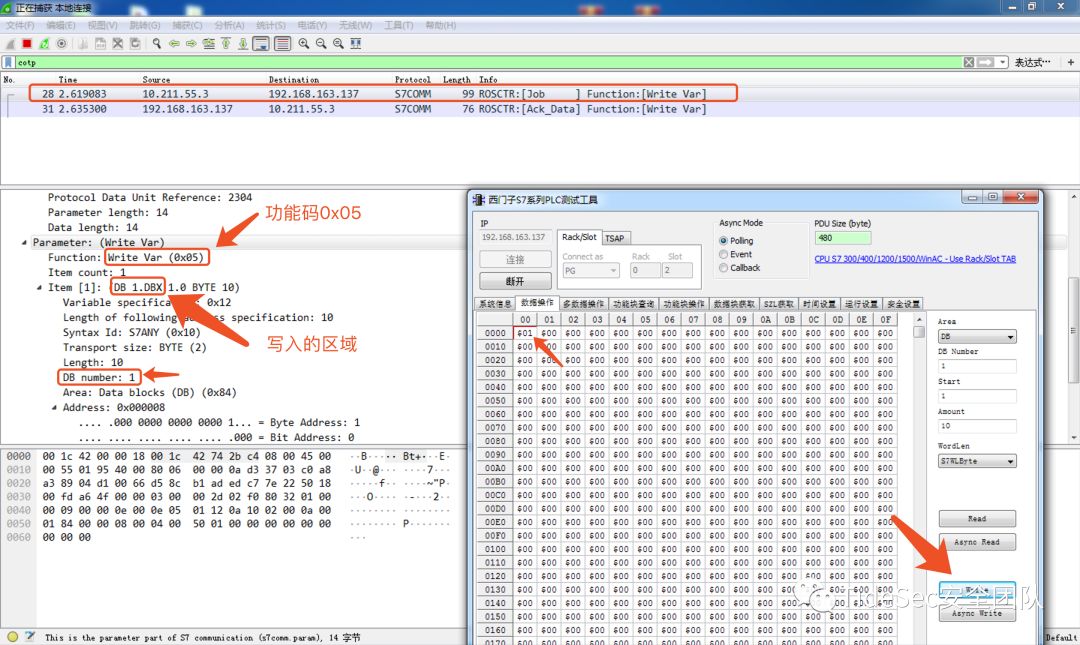 正在捕获 本地连接
文件(F) 编辑(E) 视图(V) 跳转(G) 捕获(C) 分析(A) 统计(S) 电话(Y) 无线(W) 工具(T) 帮助(H)
cotp
表达式…
No. Time Source Destination Protocol Length Info
28 2.619083 10.211.55.3 192.168.163.137 S7COMM 99 ROSCTR:[Job ] Function:[Write Var]
31 2.635300 192.168.163.137 10.211.55.3 S7COMM 76 ROSCTR:[Ack_Data] Function:[Write Var]
Protocol Data Unit Reference: 2304
Parameter length: 14
Data length: 14
Parameter: (Write Var)
Function: Write Var (0x05)
功能码0x05
Item count: 1
Item [1]: (DB 1.DBX 1.0 BYTE 10)
Variable specific
Length of following address specification: 10
Syntax Id: S7ANY (0x10)
写入的区域
Transport size: BYTE (2)
Length: 10
DB number: 1
Area: Data blocks (DB) (0x84)
Address: 0x000008
.... .000 0000 0000 0000 1... = Byte Address: 1
.... .... .... .... .... .000 = Bit Address: 0
0000 00 1c 42 00 00 18 00 1c 42 74 2b c4 08 00 45 00 ··B····· Bt+···E·
0010 00 55 01 95 40 00 80 06 00 00 0a d3 37 03 c0 a8 ·U··@··· ····7···
0020 a3 89 04 d1 00 66 d5 8c b1 ad ed c7 7e 22 50 18 ·····f·· ····~"P·
0030 00 fd a6 4f 00 00 03 00 00 2d 02 f0 80 32 01 00 ···O···· ·-···2··
0040 00 09 00 00 0e 00 0e 05 01 12 0a 10 02 00 0a 00
0050 01 84 00 00 08 00 04 00 50 01 00 00 00 00 00 00 ········ P·······
0060 00 00 00 ···
This is the parameter part of S7 communication (s7comm.param), 14 字节
Default
西门子S7系列PLC测试工具
IP
192.168.163.137
连接
断开
Rack/Slot TSAP
Connect as Rack Slot
PG 0 2
Async Mode
Polling
Event
Callback
PDU Size (byte)
480
CPU S7 300/400/1200/1500/WinAC - Use Rack/Slot TAB
系统信息 数据操作 多数据操作 功能块查询 功能块操作 数据块获取 SZL获取 时间设置 运行设置 安全设置
00 01 02 03 04 05 06 07 08 09 0A 0B 0C 0D 0E 0F
0000 $01 $00 $00 $00 $00 $00 $00 $00 $00 $00 $00 $00 $00 $00 $00 $00
0010 $00 $00 $00 $00 $00 $00 $00 $00 $00 $00 $00 $00 $00 $00 $00 $00
0020 $00 $00 $00 $00 $00 $00 $00 $00 $00 $00 $00 $00 $00 $00 $00 $00
0030 $00 $00 $00 $00 $00 $00 $00 $00 $00 $00 $00 $00 $00 $00 $00 $00
0040 $00 $00 $00 $00 $00 $00 $00 $00 $00 $00 $00 $00 $00 $00 $00 $00
0050 $00 $00 $00 $00 $00 $00 $00 $00 $00 $00 $00 $00 $00 $00 $00 $00
0060 $00 $00 $00 $00 $00 $00 $00 $00 $00 $00 $00 $00 $00 $00 $00 $00
0070 $00 $00 $00 $00 $00 $00 $00 $00 $00 $00 $00 $00 $00 $00 $00 $00
0080 $00 $00 $00 $00 $00 $00 $00 $00 $00 $00 $00 $00 $00 $00 $00 $00
0090 $00 $00 $00 $00 $00 $00 $00 $00 $00 $00 $00 $00 $00 $00 $00 $00
00A0 $00 $00 $00 $00 $00 $00 $00 $00 $00 $00 $00 $00 $00 $00 $00 $00
00B0 $00 $00 $00 $00 $00 $00 $00 $00 $00 $00 $00 $00 $00 $00 $00 $00
00C0 $00 $00 $00 $00 $00 $00 $00 $00 $00 $00 $00 $00 $00 $00 $00 $00
00D0 $00 $00 $00 $00 $00 $00 $00 $00 $00 $00 $00 $00 $00 $00 $00 $00
00E0 $00 $00 $00 $00 $00 $00 $00 $00 $00 $00 $00 $00 $00 $00 $00 $00
00F0 $00 $00 $00 $00 $00 $00 $00 $00 $00 $00 $00 $00 $00 $00 $00 $00
0100 $00 $00 $00 $00 $00 $00 $00 $00 $00 $00 $00 $00 $00 $00 $00 $00
0110 $00 $00 $00 $00 $00 $00 $00 $00 $00 $00 $00 $00 $00 $00 $00 $00
0120 $00 $00 $00 $00 $00 $00 $00 $00 $00 $00 $00 $00 $00 $00 $00 $00
0130 $00 $00 $00 $00 $00 $00 $00 $00 $00 $00 $00 $00 $00 $00 $00
0140 $00 $00 $00 $00 $00 $00 $00 $00 $00 $00 $00 $00
0150 $00 $00 $00 $00 $00 $00 $00 $00 $00 $00 $00 $00 $00 $00 $00 $00
0160 $00 $00 $00 $00 $00 $00 $00 $00 $00 $00 $00 $00 $00 $00 $00 $00
0170 $00 $00 $00 $00 $00 $00 $00 $00 $00 $00 $00 $00 $00 $00 $00 $00
Area
DB
DB Number
1
Start
1
Amount
10
WordLen
S7WLByte
Read
Async Read
Write
Async Write
TideSec安全团队